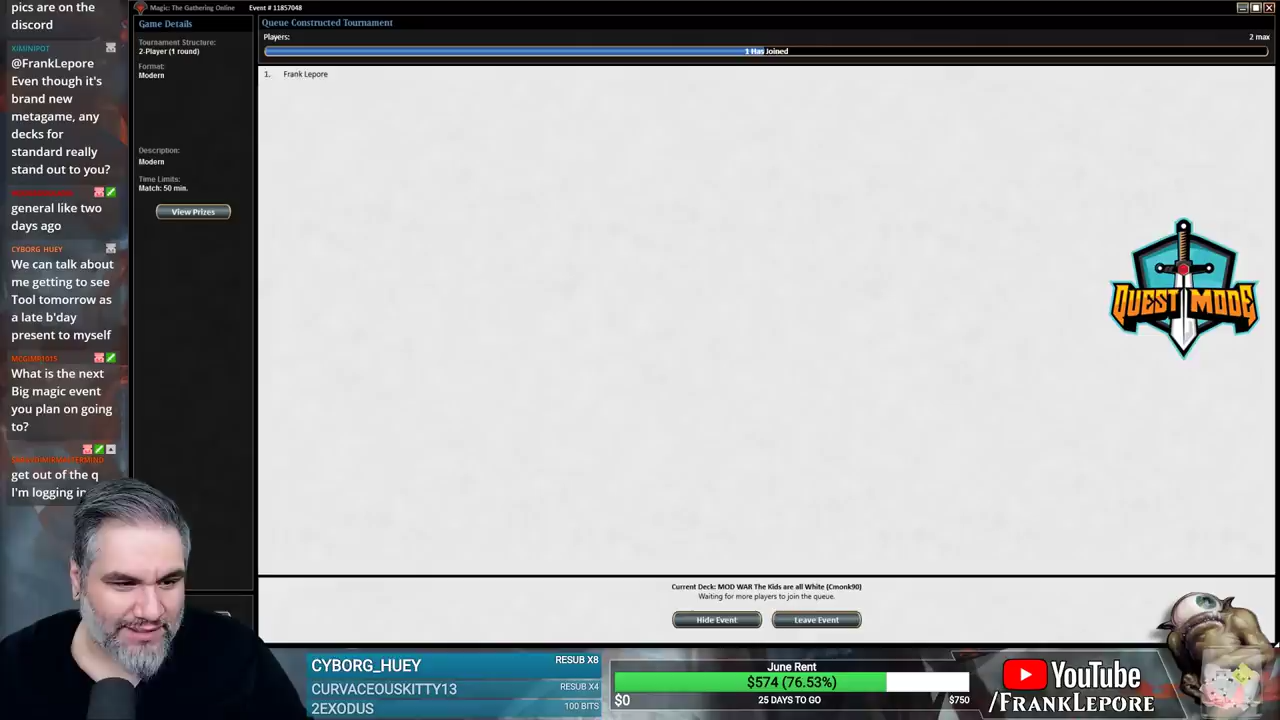 pics are on the
discord
Magic: The Gathering Online Event # 11857048
Game Details
Tournament Structure:
2-Player (1 round)
Format:
Modern
Description:
Modern
Time Limits:
Match: 50 min.
View Prizes
Queue Constructed Tournament
Players:
2 max
1 Has Joined
1. Frank Lepore
XIMINIPOT
@FrankLepore
Even though it's
brand new
metagame, any
decks for
standard really
stand out to you?
general like two
days ago
CYBORG HUEY
We can talk about
me getting to see
Tool tomorrow as
a late b'day
present to myself
MCGIMR1015
What is the next
Big magic event
you plan on going
to?
get out of the q
I'm logging in
QUEST MODE
Current Deck: MOD WAR The Kids are all White (Cmonk90)
Waiting for more players to join the queue.
Hide Event
Leave Event
CYBORG_HUEY RESUB X8
CURVACEOUSKITTY13 RESUB X4
2EXODUS 100 BITS
June Rent
$574 (76.53%)
$0 25 DAYS TO GO $750
YouTube
/FRANKLEPORE